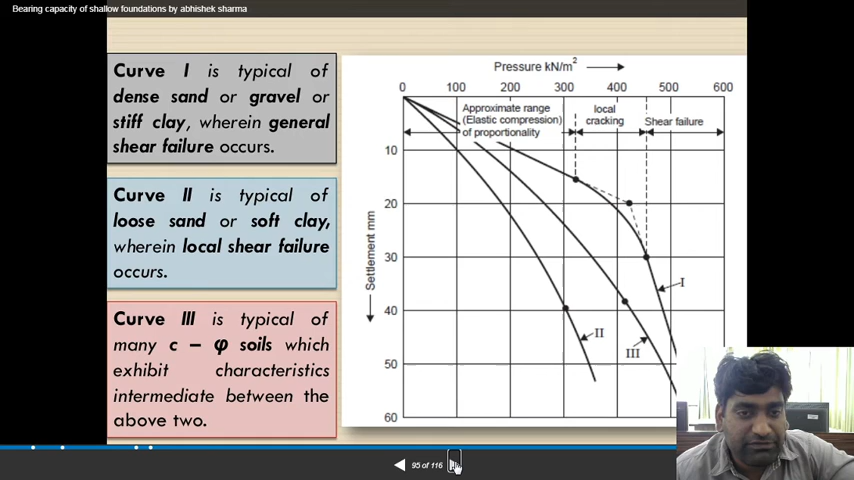 Bearing capacity of shallow foundations by abhishek sharma
Curve I is typical of
dense sand or gravel or
stiff clay, wherein general
shear failure occurs.
Curve II is typical of
loose sand or soft clay,
wherein local shear failure
occurs.
Curve III is typical of
many c – φ soils which
exhibit characteristics
intermediate between the
above two.
Pressure kN/m²
0 100 200 300 400 500 600
Approximate range
(Elastic compression)
of proportionality
local
cracking
Shear failure
10
20
30
40
50
60
Settlement mm
I
II
III
95 of 116